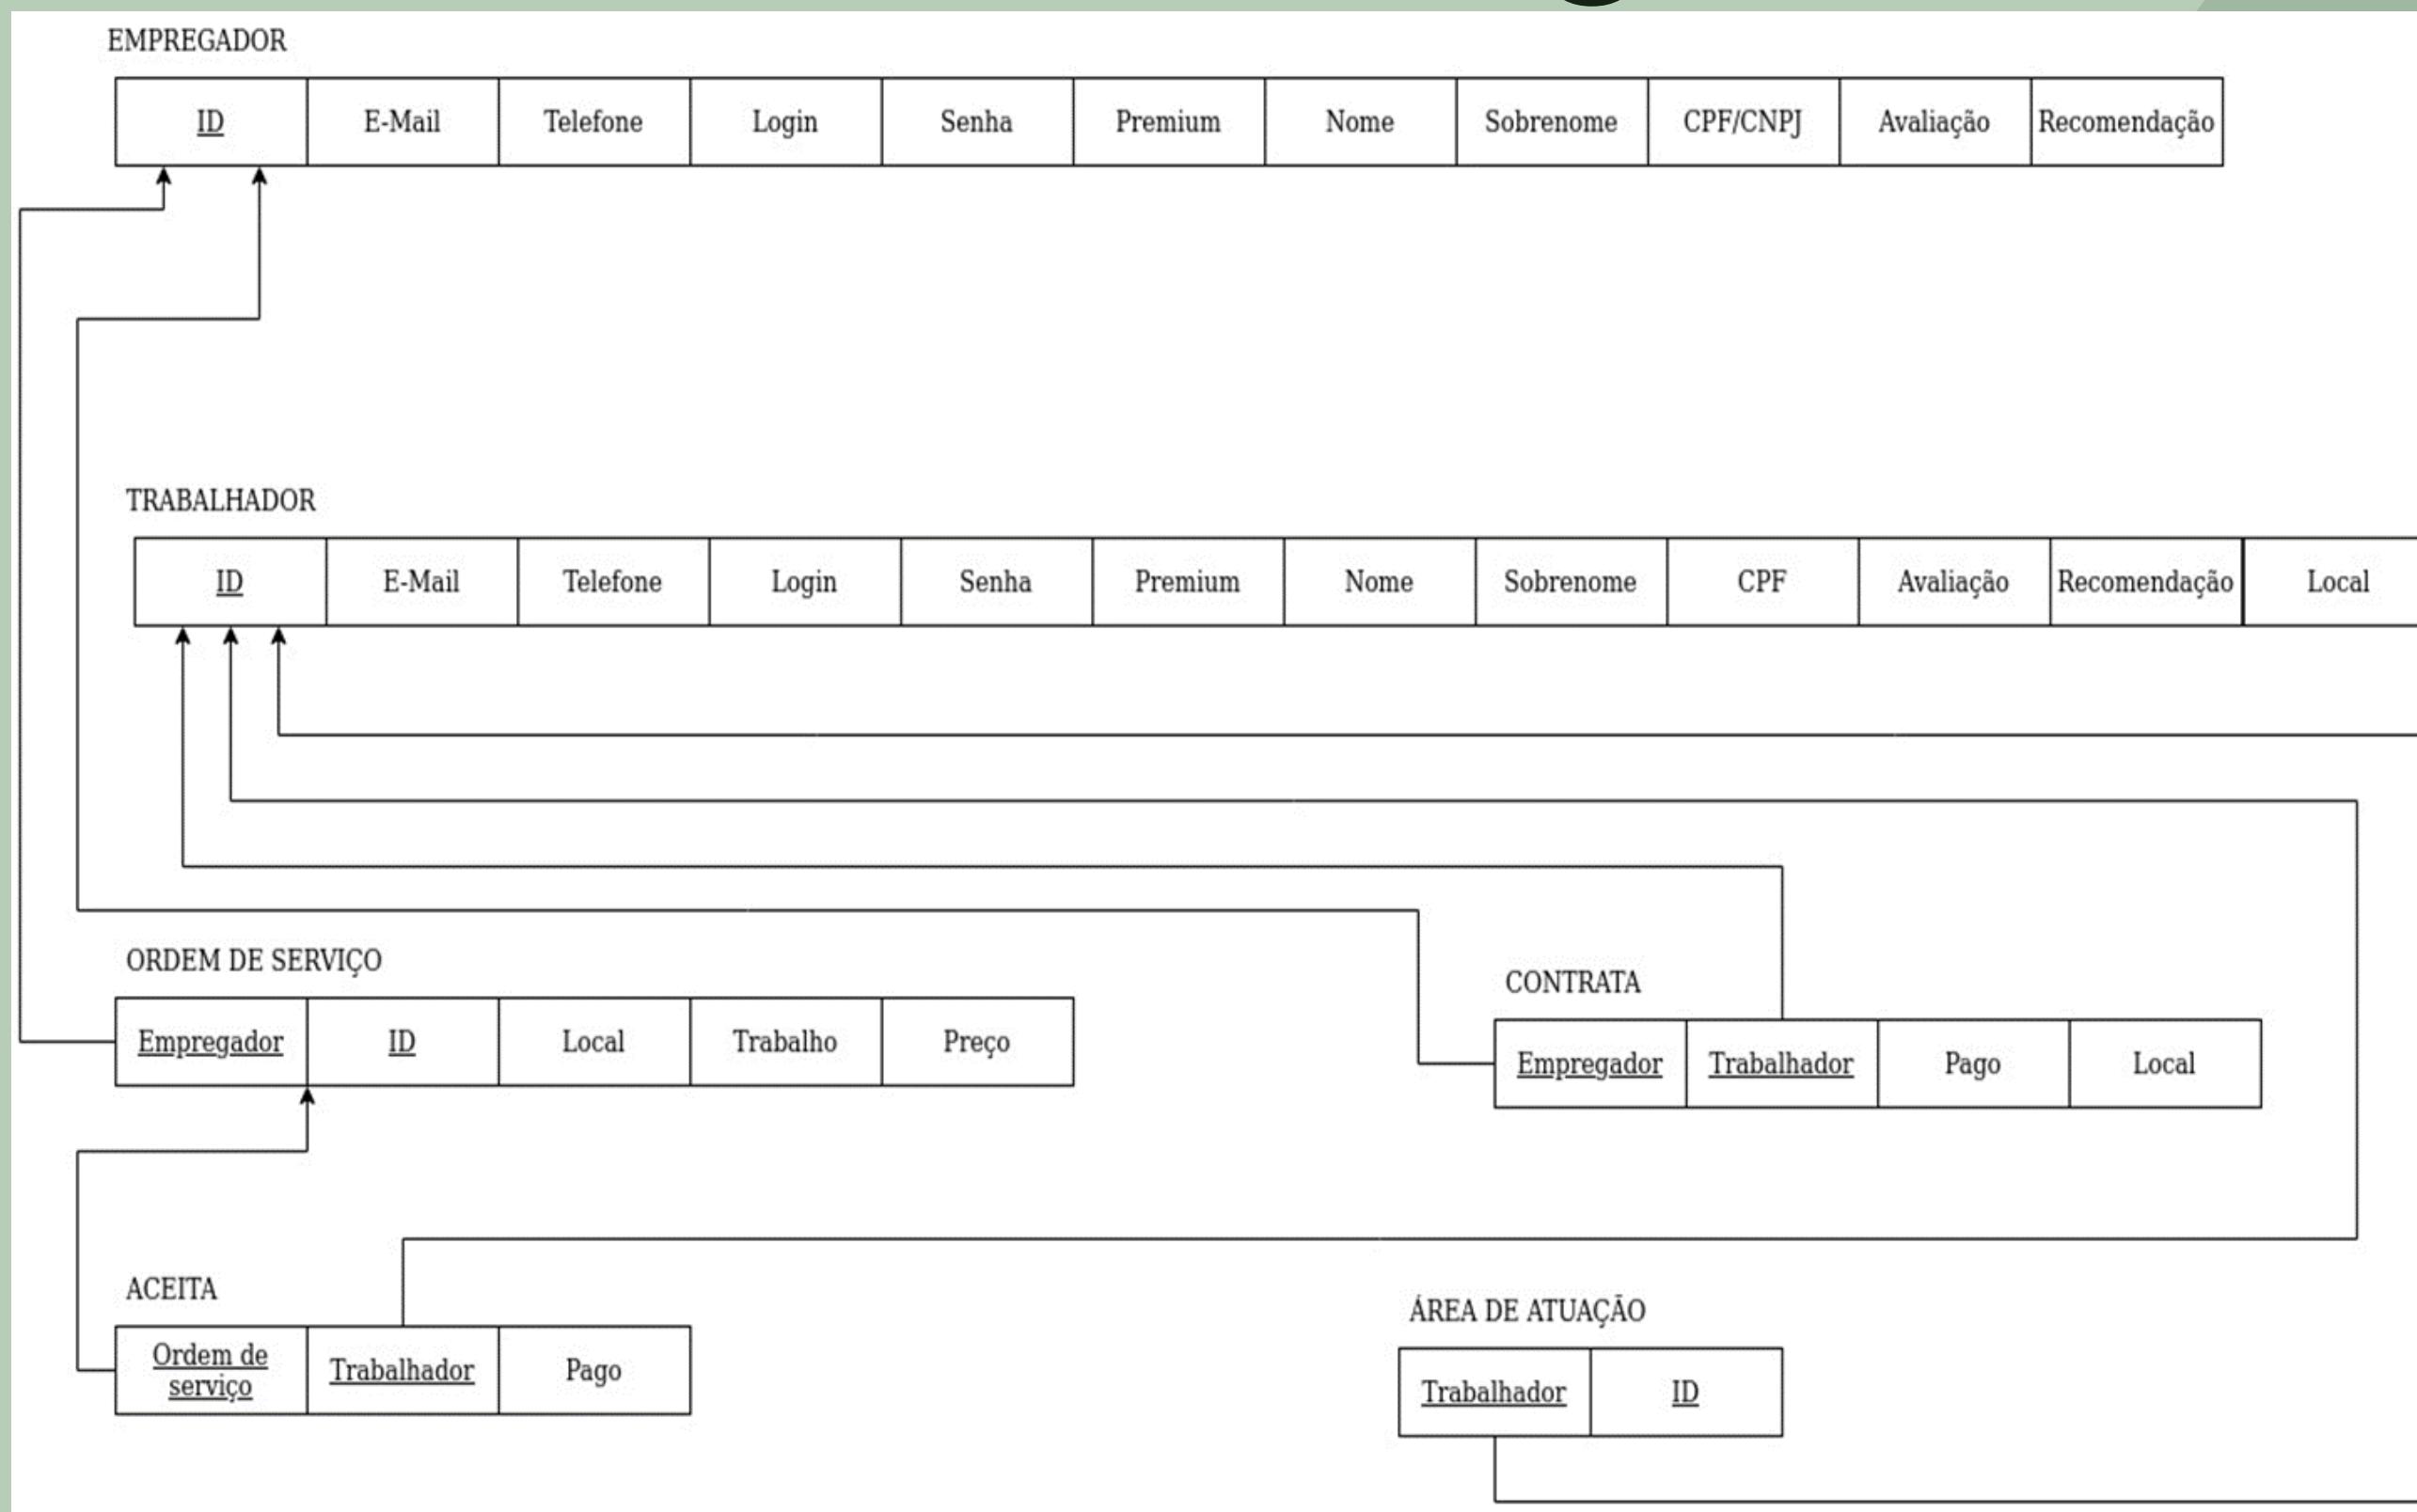 EMPREGADOR
ID E-Mail Telefone Login Senha Premium Nome Sobrenome CPF/CNPJ Avaliação Recomendação
TRABALHADOR
ID E-Mail Telefone Login Senha Premium Nome Sobrenome CPF Avaliação Recomendação Local
ORDEM DE SERVIÇO
Empregador ID Local Trabalho Preço
CONTRATA
Empregador Trabalhador Pago Local
ACEITA
Ordem de
serviço Trabalhador Pago
ÁREA DE ATUAÇÃO
Trabalhador ID